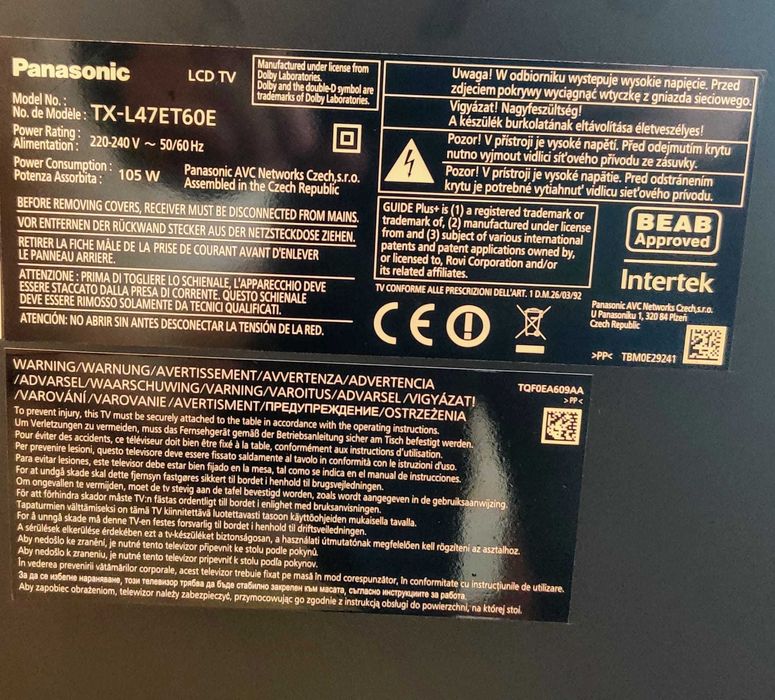 Panasonic
LCD TV
Manufactured under license from
Dolby Laboratories.
Dolby and the double-D symbol are
trademarks of Dolby Laboratories.
Model No. :
No. de Modèle : TX-L47ET60E
Power Rating :
Alimentation : 220-240 V ~ 50/60 Hz
Power Consumption :
Potenza Assorbita : 105 W
Panasonic AVC Networks Czech,s.r.o.
Assembled in the Czech Republic
BEFORE REMOVING COVERS, RECEIVER MUST BE DISCONNECTED FROM MAINS.
VOR ENTFERNEN DER RÜCKWAND STECKER AUS DER NETZSTECKDOSE ZIEHEN.
RETIRER LA FICHE MÂLE DE LA PRISE DE COURANT AVANT D'ENLEVER
LE PANNEAU ARRIERE.
ATTENZIONE : PRIMA DI TOGLIERE LO SCHIENALE, L'APPARECCHIO DEVE
ESSERE STACCATO DALLA PRESA DI CORRENTE. QUESTO SCHIENALE
DEVE ESSERE RIMOSSO SOLAMENTE DA TECNICI QUALIFICATI.
ATENCIÓN: NO ABRIR SIN ANTES DESCONECTAR LA TENSIÓN DE LA RED.
Uwaga! W odbiorniku wystepuje wysokie napięcie. Przed
zdjeciem pokrywy wyciągnąć wtyczkę z gniazda sieciowego.
Vigyázat! Nagyfeszültség!
A készülék burkolatának eltávolítása életveszélyes!
Pozor! V přístroji je vysoké napětí. Před odejmutím krytu
nutno vyjmout vidlici síťového přívodu ze zásuvky.
Pozor! V prístroji je vysoké napätie. Pred odstránením
krytu je potrebné vytiahnuť vidlicu sieťového prívodu.
GUIDE Plus+ is (1) a registered trademark or
trademark of, (2) manufactured under license
from and (3) subject of various international
patents and patent applications owned by,
or licensed to, Rovi Corporation and/or
its related affiliates.
TV CONFORME ALLE PRESCRIZIONI DELL'ART. 1 D.M.26/03/92
CE
BEAB
Approved
Intertek
Panasonic AVC Networks Czech,s.r.o.
U Panasoniku 1, 320 84 Plzeň
Czech Republic
>PP< TBM0E29241
WARNING/WARNUNG/AVERTISSEMENT/AVVERTENZA/ADVERTENCIA
/ADVARSEL/WAARSCHUWING/VARNING/VAROITUS/ADVARSEL/VIGYÁZAT!
/VAROVÁNÍ/VAROVANIE/AVERTISMENT/ПРЕДУПРЕЖДЕНИЕ/OSTRZEŻENIA
TQF0EA609AA
>PP<
To prevent injury, this TV must be securely attached to the table in accordance with the operating instructions.
Um Verletzungen zu vermeiden, muss das Fernsehgerät gemäß der Betriebsanleitung sicher am Tisch befestigt werden.
Pour éviter des accidents, ce téléviseur doit bien être fixé à la table, conformément aux instructions d'utilisation.
Per prevenire lesioni, questo televisore deve essere fissato saldamente al tavolo in conformità con le istruzioni d'uso.
Para evitar lesiones, este televisor debe estar bien fijado en la mesa, tal como se indica en el manual de instrucciones.
For at undgå skade skal dette fjernsyn fastgøres sikkert til bordet i henhold til brugsvejledningen.
Om ongevallen te vermijden, moet de tv stevig aan de tafel bevestigd worden, zoals wordt aangegeven in de gebruiksaanwijzing.
För att förhindra skador måste TV:n fästas ordentligt till bordet i enlighet med bruksanvisningen.
Tapaturmien välttämiseksi on tämä TV kiinnitettävä luotettavasti tasoon käyttöohjeiden mukaisella tavalla.
For å unngå skade må denne TV-en festes forsvarlig til bordet i henhold til driftsveiledningen.
A sérülések elkerülése érdekében ezt a tv-készüléket biztonságosan, a használati útmutatónak megfelelően kell rögzíteni az asztalhoz.
Aby nedošlo ke zranění, je nutné tento televizor připevnit ke stolu podle pokynů.
Aby nedošlo k zraneniu, je nutné tento televízor pripevniť k stolu podľa pokynov.
În vederea prevenirii vătămărilor corporale, acest televizor trebuie fixat pe masă în mod corespunzător, în conformitate cu instrucţiunile de utilizare.
За да се избегне нараняване, този телевизор трябва да бъде стабилно закрепен към масата, съгласно инструкциите за работа.
Aby zapobiec obrażeniom, telewizor należy zabezpieczyć, przymocowując go zgodnie z instrukcją obsługi do powierzchni, na której stoi.